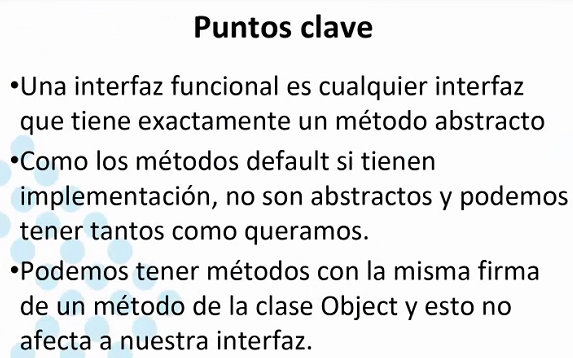 Puntos clave
•Una interfaz funcional es cualquier interfaz
que tiene exactamente un método abstracto
•Como los métodos default si tienen
implementación, no son abstractos y podemos
tener tantos como queramos.
•Podemos tener métodos con la misma firma
de un método de la clase Object y esto no
afecta a nuestra interfaz.